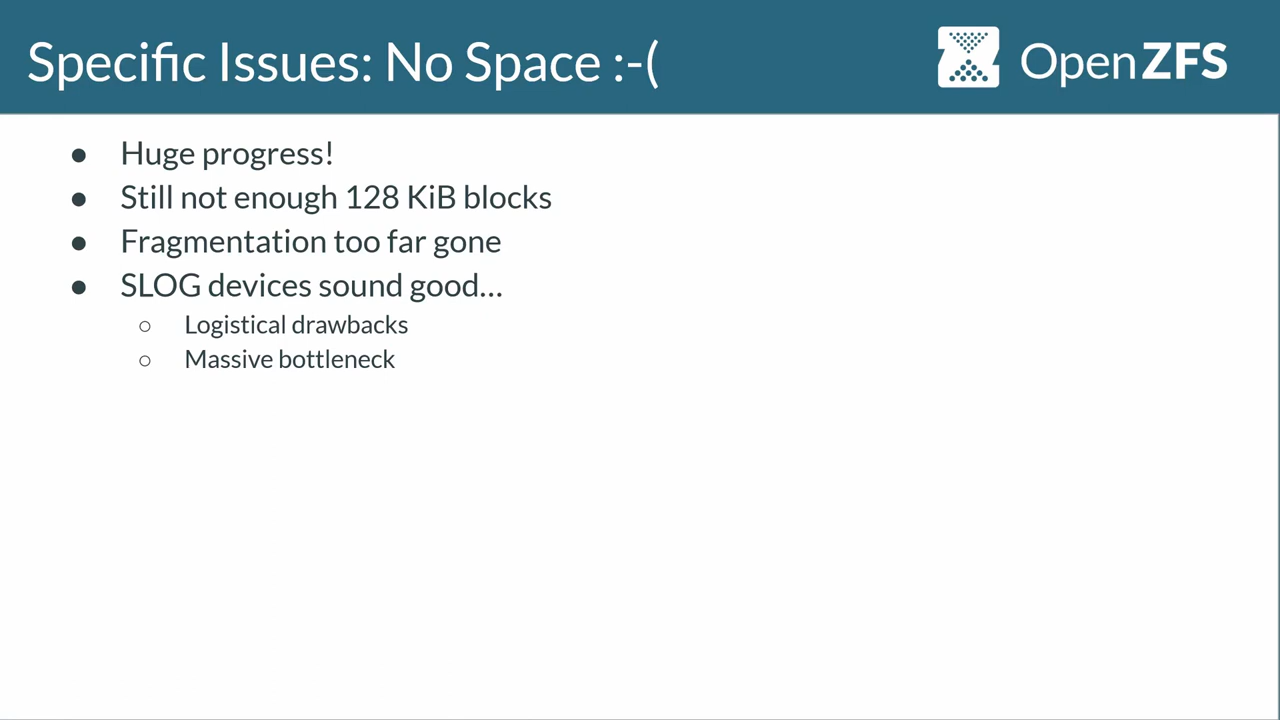 Specific Issues: No Space :-(
OpenZFS
● Huge progress!
● Still not enough 128 KiB blocks
● Fragmentation too far gone
● SLOG devices sound good...
○ Logistical drawbacks
○ Massive bottleneck